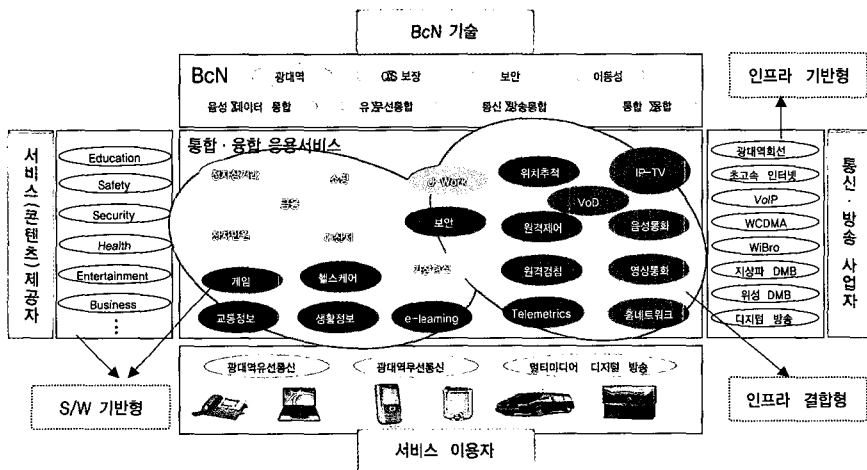 BcN 기술
BcN
광대역
QoS 보장
보안
이동성
음성 데이터 통합
유무선통합
통신 방송통합
통합 융합
인프라 기반형
서비스(콘텐츠)제공자
Education
Safety
Security
Health
Entertainment
Business
⋮
통합·융합 응용서비스
쇼핑
금융
e-Work
보안
게임
헬스케어
교통정보
생활정보
e-learning
위치추적
IP-TV
VoD
원격제어
음성통화
원격검침
영상통화
Telemetrics
홈네트워크
광대역회선
초고속 인터넷
VoIP
WCDMA
WiBro
지상파 DMB
위성 DMB
디지털 방송
통신·방송 사업자
S/W 기반형
광대역유선통신
광대역무선통신
멀티미디어 디지털 방송
인프라 결합형
서비스 이용자